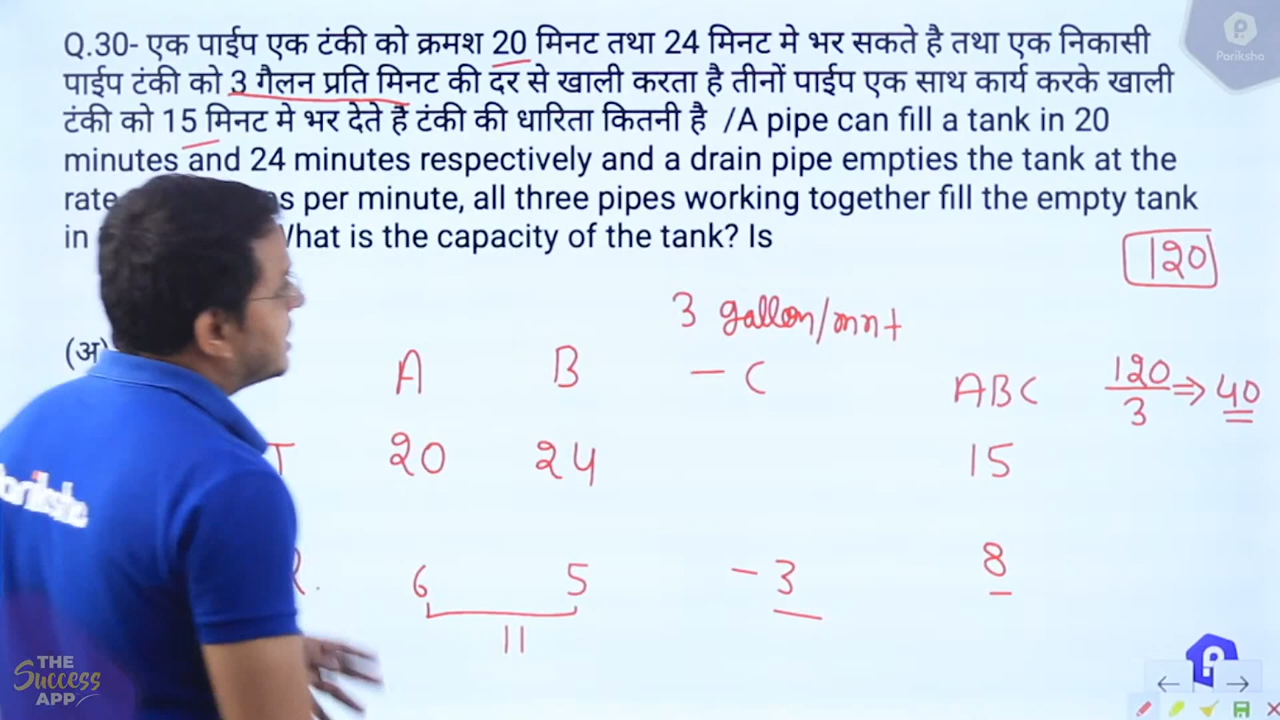 Q.30- एक पाईप एक टंकी को क्रमश 20 मिनट तथा 24 मिनट मे भर सकते है तथा एक निकासी
पाईप टंकी को 3 गैलन प्रति मिनट की दर से खाली करता है तीनों पाईप एक साथ कार्य करके खाली
टंकी को 15 मिनट मे भर देते है टंकी की धारिता कितनी है /A pipe can fill a tank in 20
minutes and 24 minutes respectively and a drain pipe empties the tank at the
rate s per minute, all three pipes working together fill the empty tank
in What is the capacity of the tank? Is
Pariksha
120
3 gallon/mnt
(अ)
A B - C ABC 120/3 ⇒ 40
T 20 24 15
R. 6 5 - 3 8
11
Pariksha
THE
Success
APP